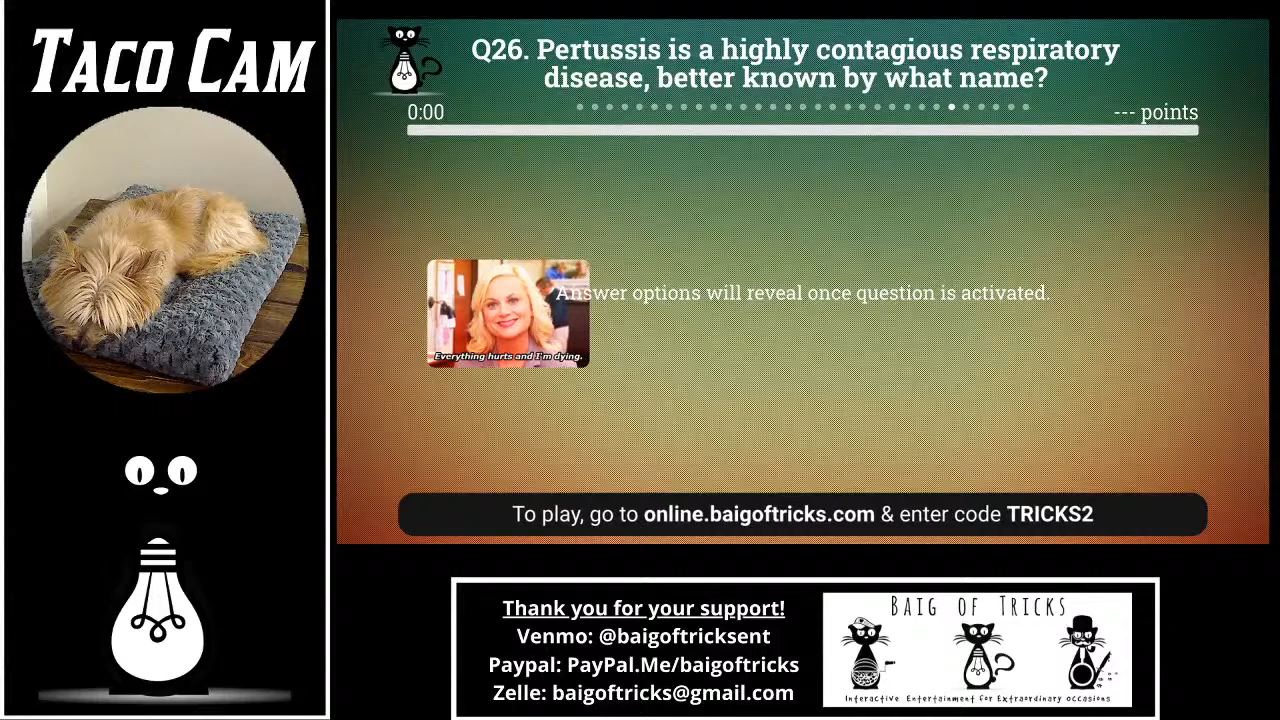 TACO CAM
Q26. Pertussis is a highly contagious respiratory
disease, better known by what name?
0:00
--- points
Answer options will reveal once question is activated.
Everything hurts and I'm dying.
To play, go to online.baigoftricks.com & enter code TRICKS2
Thank you for your support!
Venmo: @baigoftricksent
Paypal: PayPal.Me/baigoftricks
Zelle: baigoftricks@gmail.com
BAIG OF TRICKS
Interactive Entertainment for Extraordinary occasions